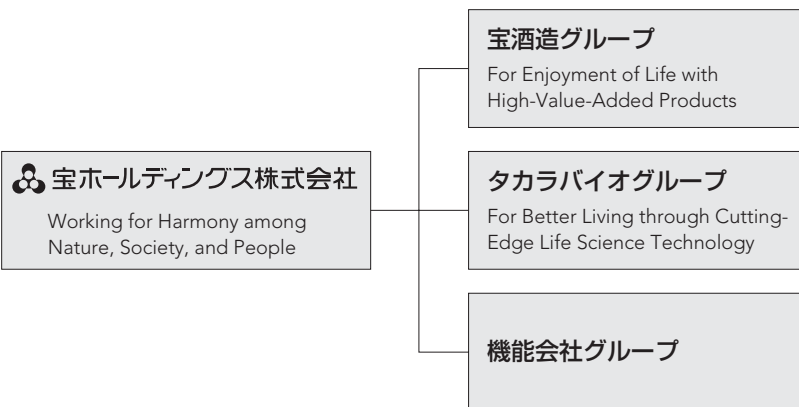 宝ホールディングス株式会社
Working for Harmony among
Nature, Society, and People
宝酒造グループ
For Enjoyment of Life with
High-Value-Added Products
タカラバイオグループ
For Better Living through Cutting-
Edge Life Science Technology
機能会社グループ